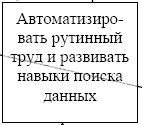 Автоматизиро-
вать рутинный
труд и развивать
навыки поиска
данных